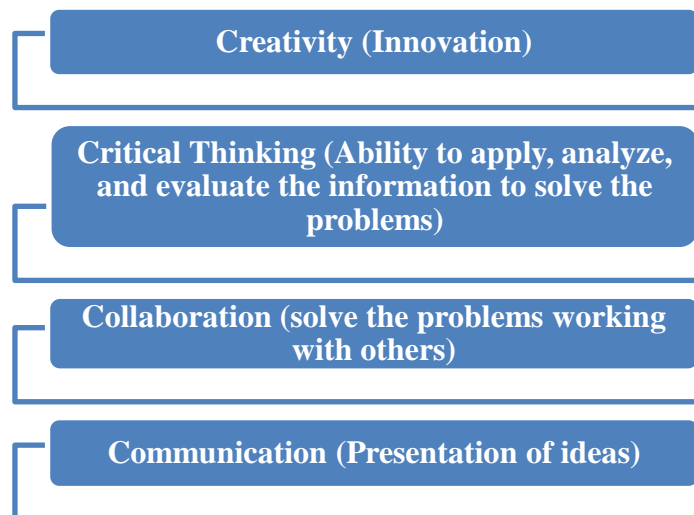 Creativity (Innovation)
Critical Thinking (Ability to apply, analyze,
and evaluate the information to solve the
problems)
Collaboration (solve the problems working
with others)
Communication (Presentation of ideas)